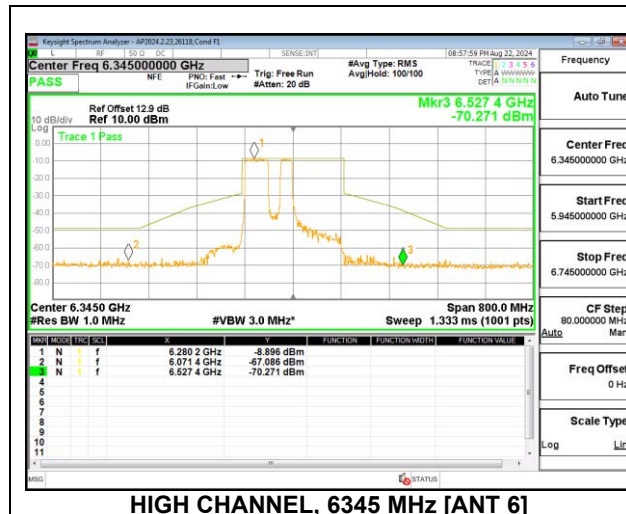 Keysight Spectrum Analyzer - AP2024.2.23,26118,Cond F1
L RF 50 Ω DC SENSE:INT 08:57:59 PM Aug 22, 2024
Center Freq 6.345000000 GHz
PASS
NFE PNO: Fast Trig: Free Run
IFGain:Low #Atten: 20 dB
#Avg Type: RMS
Avg|Hold: 100/100
TRACE 1 2 3 4 5 6
TYPE A WWWWW
DET A N N N N N
Frequency
Auto Tune
Center Freq
6.345000000 GHz
Start Freq
5.945000000 GHz
Stop Freq
6.745000000 GHz
CF Step
80.000000 MHz
Auto Man
Freq Offset
0 Hz
Scale Type
Log Lin
Mkr3 6.527 4 GHz
-70.271 dBm
Ref Offset 12.9 dB
10 dB/div Ref 10.00 dBm
Log
Trace 1 Pass
0.00
-10.0
-20.0
-30.0
-40.0
-50.0
-60.0
-70.0
-80.0
1
2
3
Center 6.3450 GHz Span 800.0 MHz
#Res BW 1.0 MHz #VBW 3.0 MHz* Sweep 1.333 ms (1001 pts)
MKR MODE TRC SCL X Y FUNCTION FUNCTION WIDTH FUNCTION VALUE
1 N 1 f 6.280 2 GHz -8.896 dBm
2 N 1 f 6.071 4 GHz -67.086 dBm
3 N 1 f 6.527 4 GHz -70.271 dBm
4
5
6
7
8
9
10
11
MSG STATUS
HIGH CHANNEL, 6345 MHz [ANT 6]